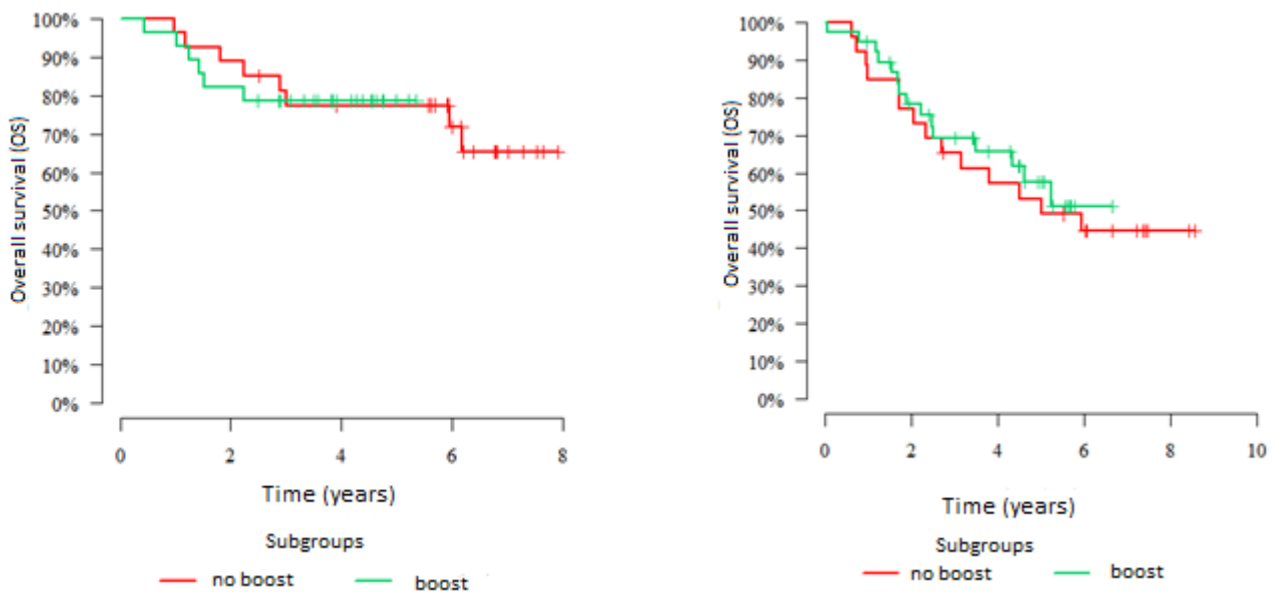 100%
90%
80%
70%
60%
50%
40%
30%
20%
10%
0%
Overall survival (OS)
0 2 4 6 8
Time (years)
Subgroups
no boost boost
100%
90%
80%
70%
60%
50%
40%
30%
20%
10%
0%
Overall survival (OS)
0 2 4 6 8 10
Time (years)
Subgroups
no boost boost